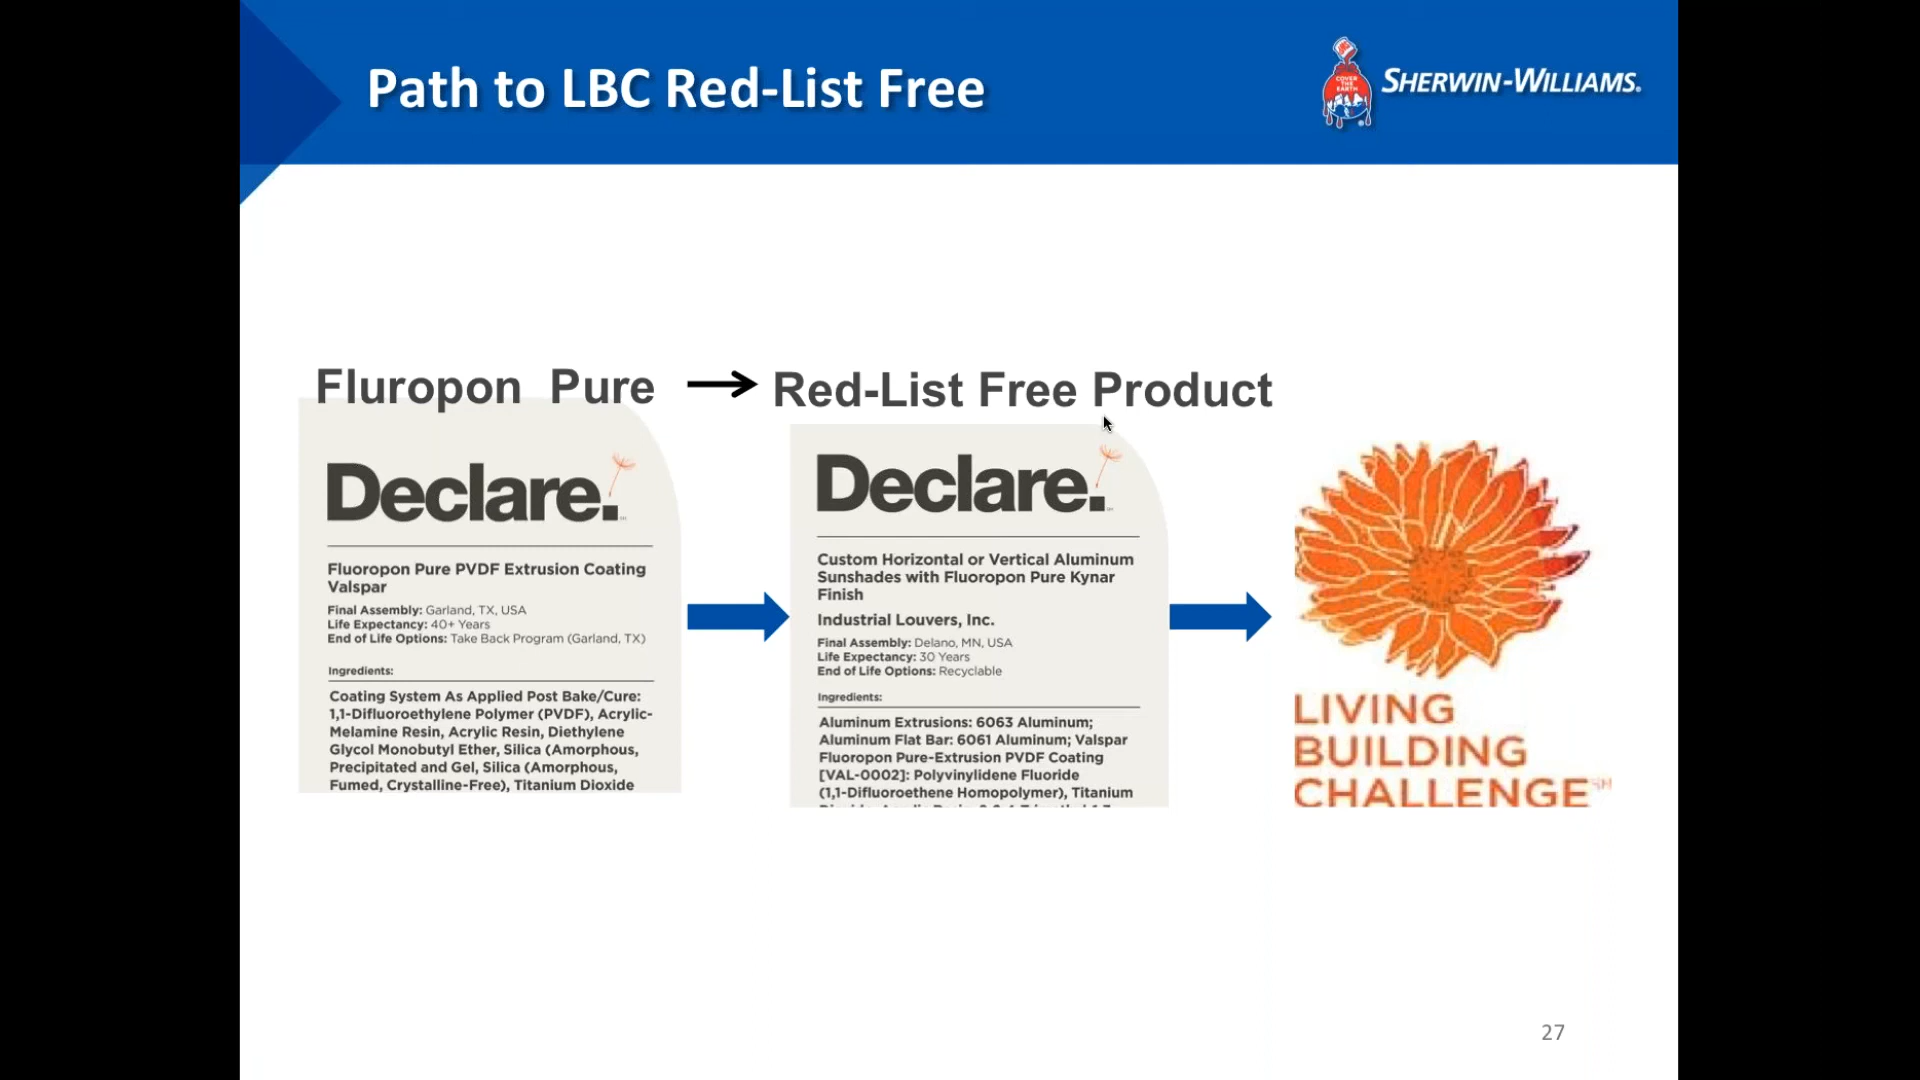 Path to LBC Red-List Free
COVER THE EARTH
SHERWIN-WILLIAMS.
Fluropon Pure
Red-List Free Product
Declare.
Fluoropon Pure PVDF Extrusion Coating
Valspar
Final Assembly: Garland, TX, USA
Life Expectancy: 40+ Years
End of Life Options: Take Back Program (Garland, TX)
Ingredients:
Coating System As Applied Post Bake/Cure:
1,1-Difluoroethylene Polymer (PVDF), Acrylic-
Melamine Resin, Acrylic Resin, Diethylene
Glycol Monobutyl Ether, Silica (Amorphous,
Precipitated and Gel, Silica (Amorphous,
Fumed, Crystalline-Free), Titanium Dioxide
Declare.
Custom Horizontal or Vertical Aluminum
Sunshades with Fluoropon Pure Kynar
Finish
Industrial Louvers, Inc.
Final Assembly: Delano, MN, USA
Life Expectancy: 30 Years
End of Life Options: Recyclable
Ingredients:
Aluminum Extrusions: 6063 Aluminum;
Aluminum Flat Bar: 6061 Aluminum; Valspar
Fluoropon Pure-Extrusion PVDF Coating
[VAL-0002]: Polyvinylidene Fluoride
(1,1-Difluoroethene Homopolymer), Titanium
LIVING
BUILDING
CHALLENGE℠
27